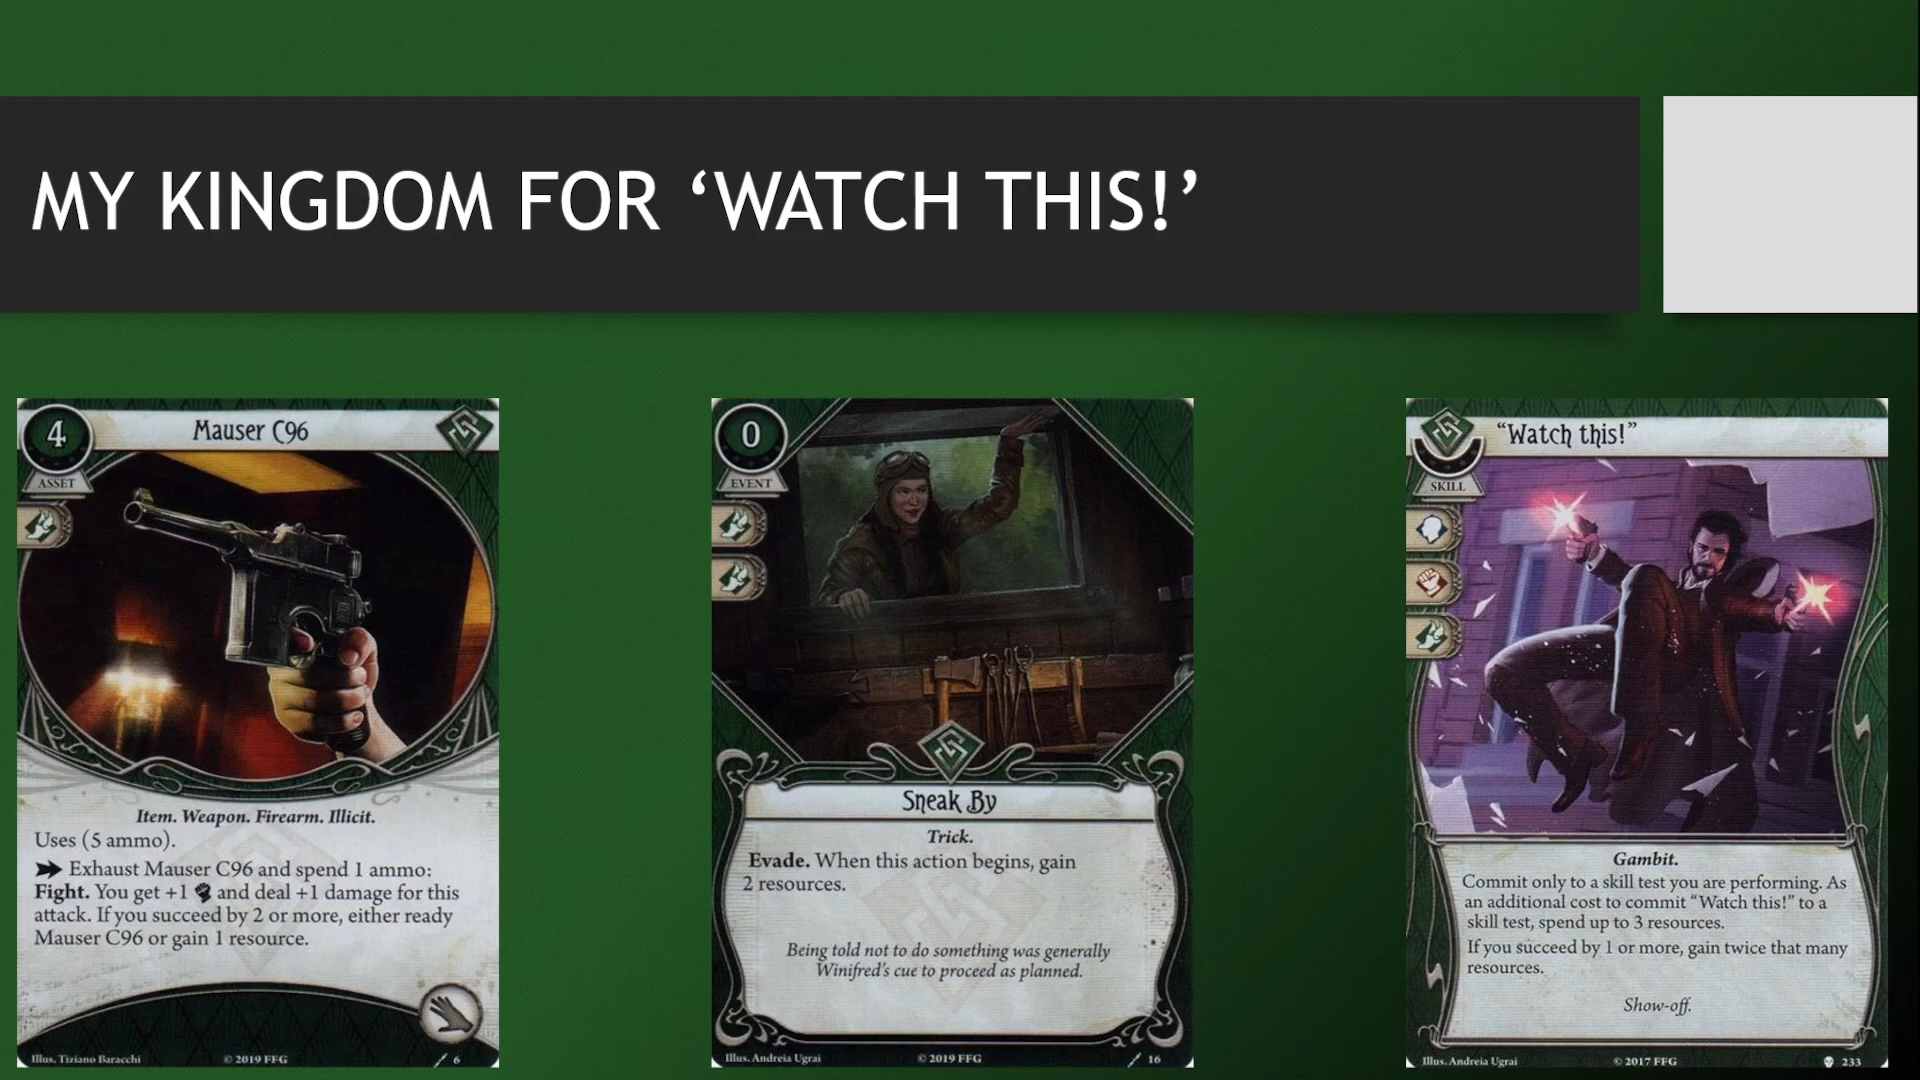 MY KINGDOM FOR ‘WATCH THIS!’
4
Mauser C96
ASSET
Item. Weapon. Firearm. Illicit.
Uses (5 ammo).
Exhaust Mauser C96 and spend 1 ammo:
Fight. You get +1 and deal +1 damage for this
attack. If you succeed by 2 or more, either ready
Mauser C96 or gain 1 resource.
Illus. Tiziano Baracchi
© 2019 FFG
6
0
EVENT
Sneak By
Trick.
Evade. When this action begins, gain
2 resources.
Being told not to do something was generally
Winifred’s cue to proceed as planned.
Illus. Andreia Ugrai
© 2019 FFG
16
“Watch this!”
SKILL
Gambit.
Commit only to a skill test you are performing. As
an additional cost to commit “Watch this!” to a
skill test, spend up to 3 resources.
If you succeed by 1 or more, gain twice that many
resources.
Show-off.
Illus. Andreia Ugrai
© 2017 FFG
233